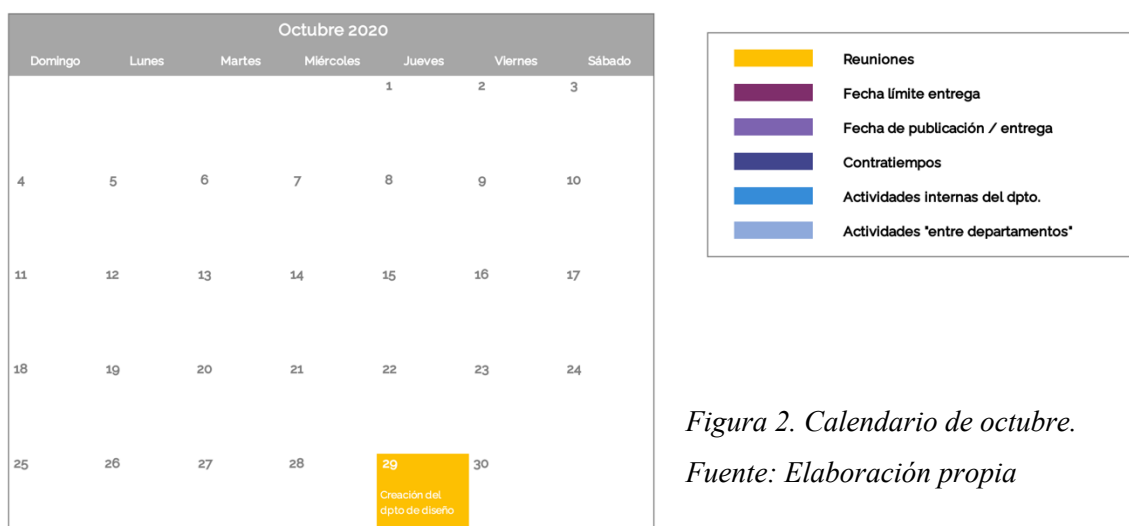 Octubre 2020
Domingo Lunes Martes Miércoles Jueves Viernes Sábado
1 2 3
4 5 6 7 8 9 10
11 12 13 14 15 16 17
18 19 20 21 22 23 24
25 26 27 28 29 30
Creación del
dpto de diseño
Reuniones
Fecha límite entrega
Fecha de publicación / entrega
Contratiempos
Actividades internas del dpto.
Actividades "entre departamentos"
Figura 2. Calendario de octubre.
Fuente: Elaboración propia